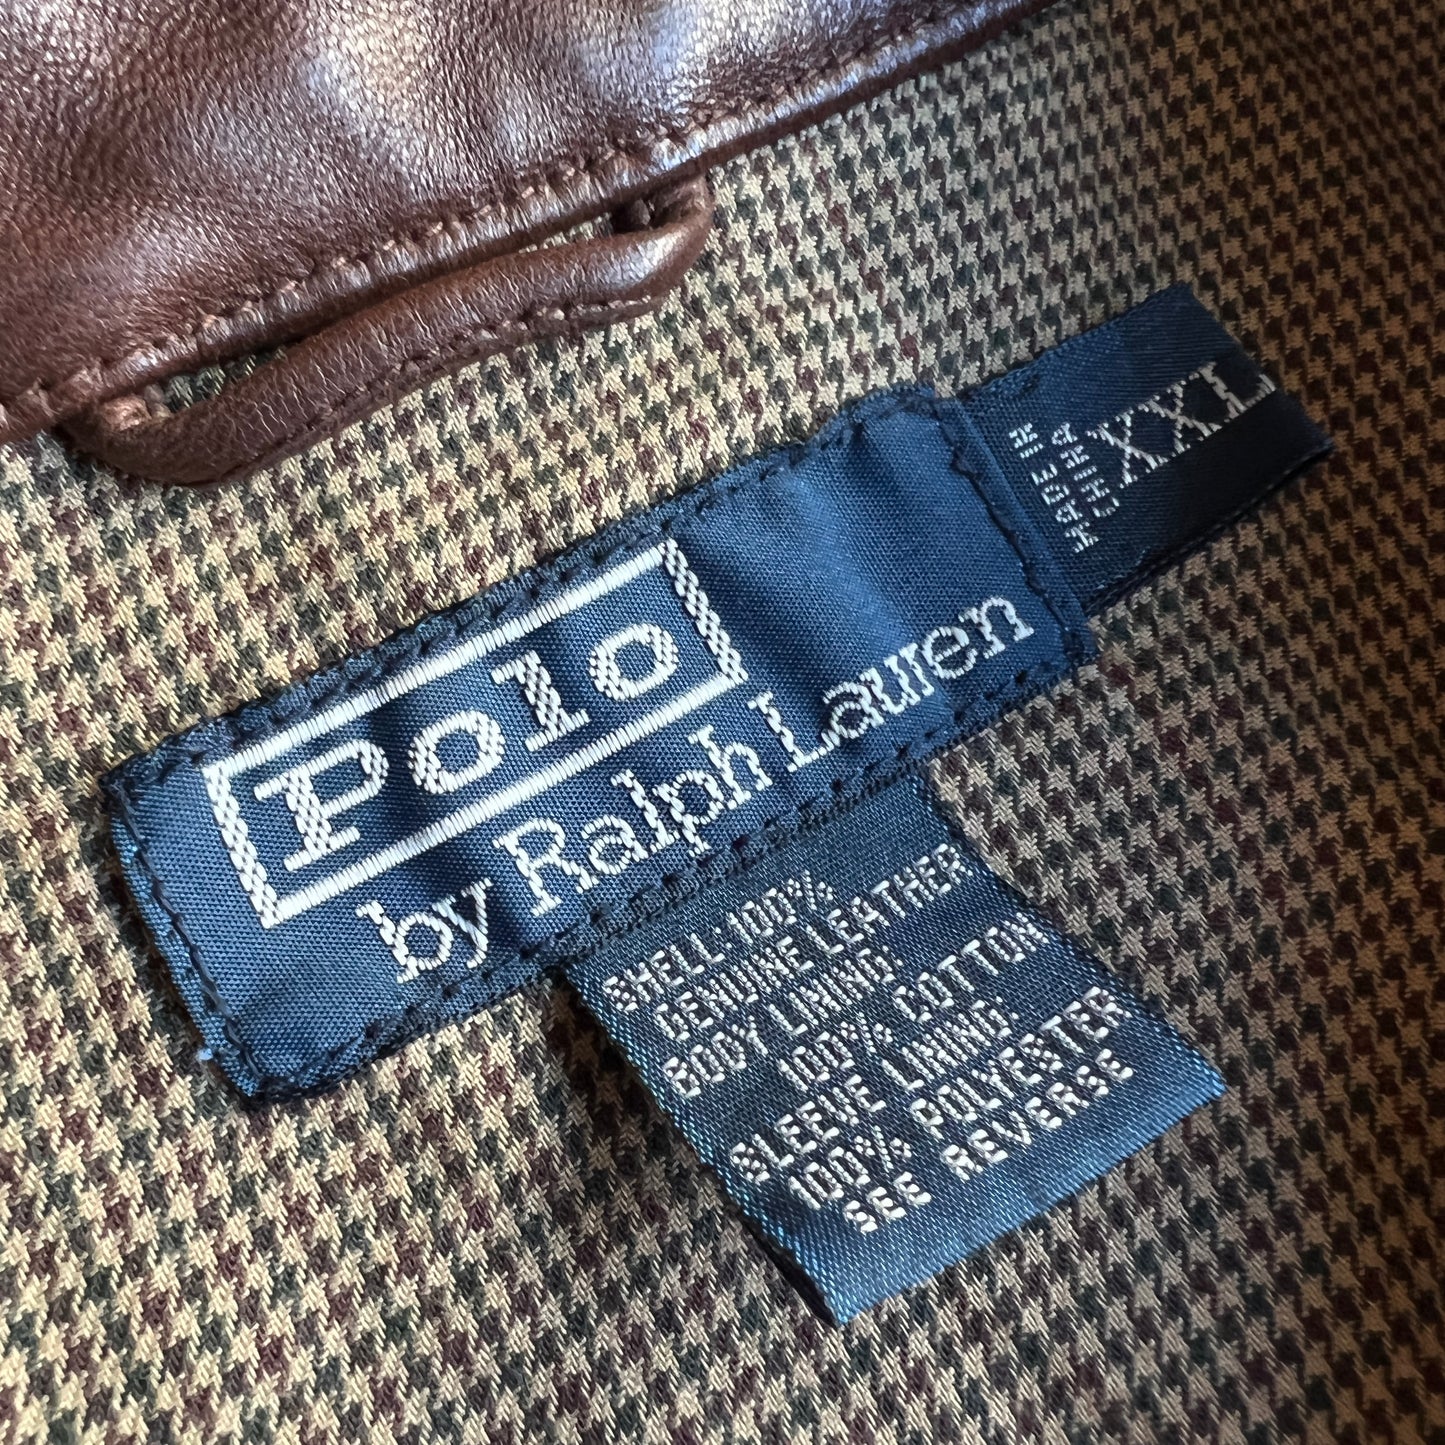 Polo
by Ralph Lauren
XXL
MADE IN
CHINA
SHELL: 100%
GENUINE LEATHER
BODY LINING:
100% COTTON
SLEEVE LINING:
100% POLYESTER
SEE REVERSE